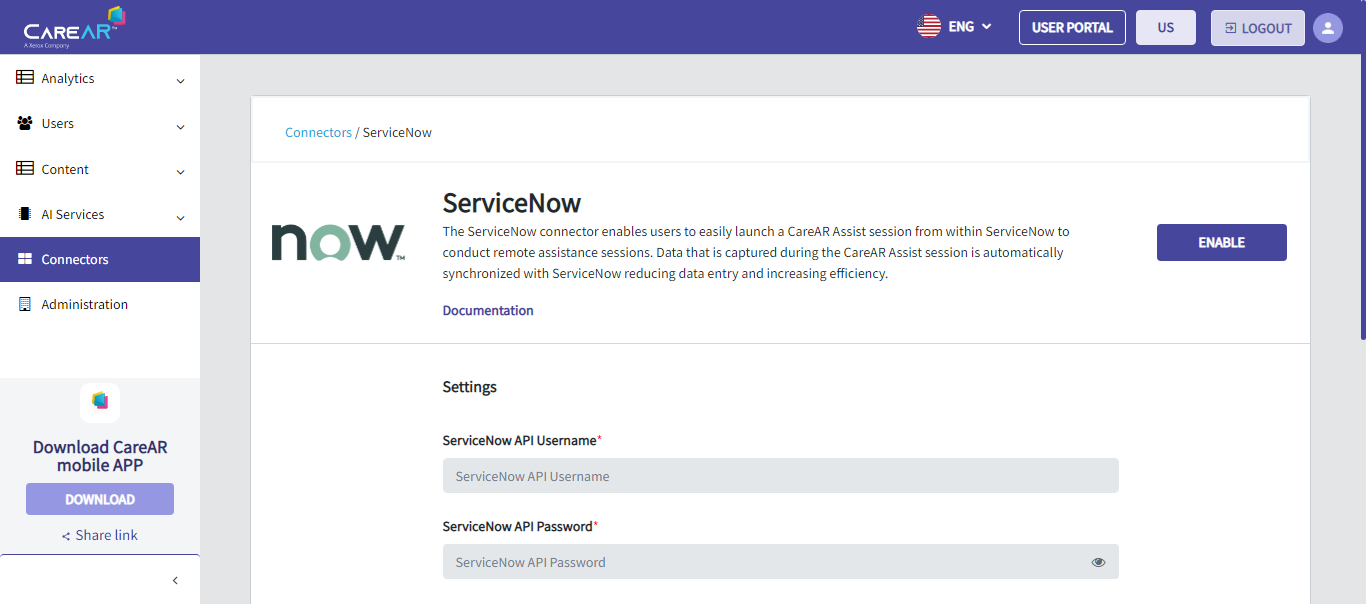 CAREAR™
A Xerox Company
ENG
USER PORTAL
US
LOGOUT
Analytics
Users
Content
AI Services
Connectors
Administration
Download CareAR
mobile APP
DOWNLOAD
Share link
Connectors / ServiceNow
now™
ServiceNow
The ServiceNow connector enables users to easily launch a CareAR Assist session from within ServiceNow to
conduct remote assistance sessions. Data that is captured during the CareAR Assist session is automatically
synchronized with ServiceNow reducing data entry and increasing efficiency.
Documentation
ENABLE
Settings
ServiceNow API Username*
ServiceNow API Username
ServiceNow API Password*
ServiceNow API Password